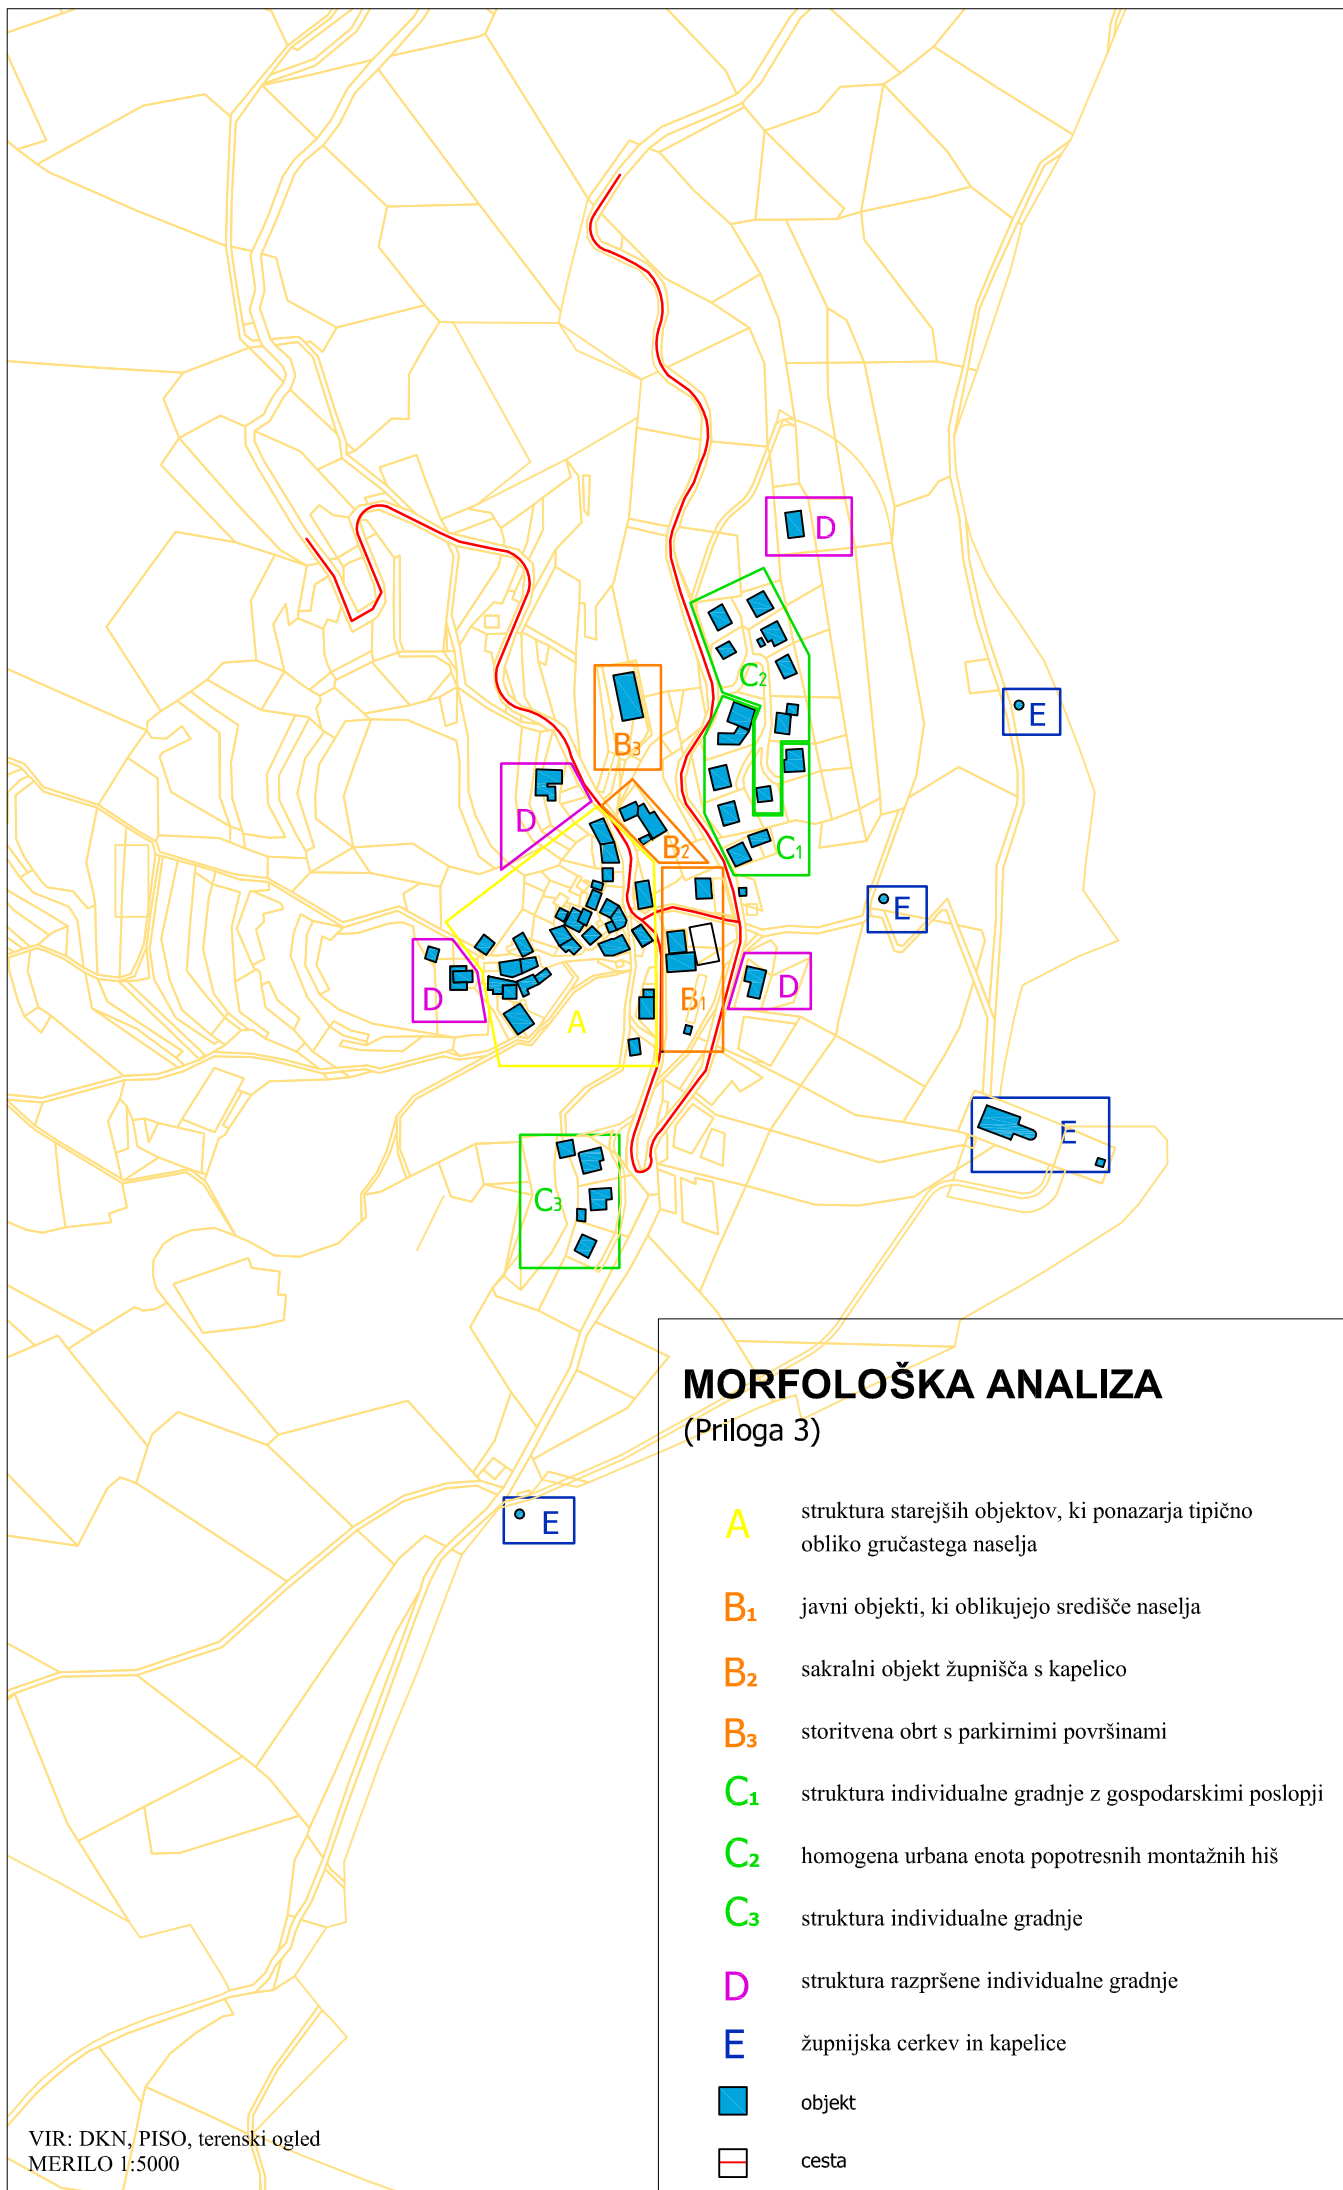 D
C2
E
B3
D
B2
C1
E
D
D
B1
A
E
C3
E
MORFOLOŠKA ANALIZA
(Priloga 3)
A struktura starejših objektov, ki ponazarja tipično
obliko gručastega naselja
B1 javni objekti, ki oblikujejo središče naselja
B2 sakralni objekt župnišča s kapelico
B3 storitvena obrt s parkirnimi površinami
C1 struktura individualne gradnje z gospodarskimi poslopji
C2 homogena urbana enota popotresnih montažnih hiš
C3 struktura individualne gradnje
D struktura razpršene individualne gradnje
E župnijska cerkev in kapelice
objekt
cesta
VIR: DKN, PISO, terenski ogled
MERILO 1:5000